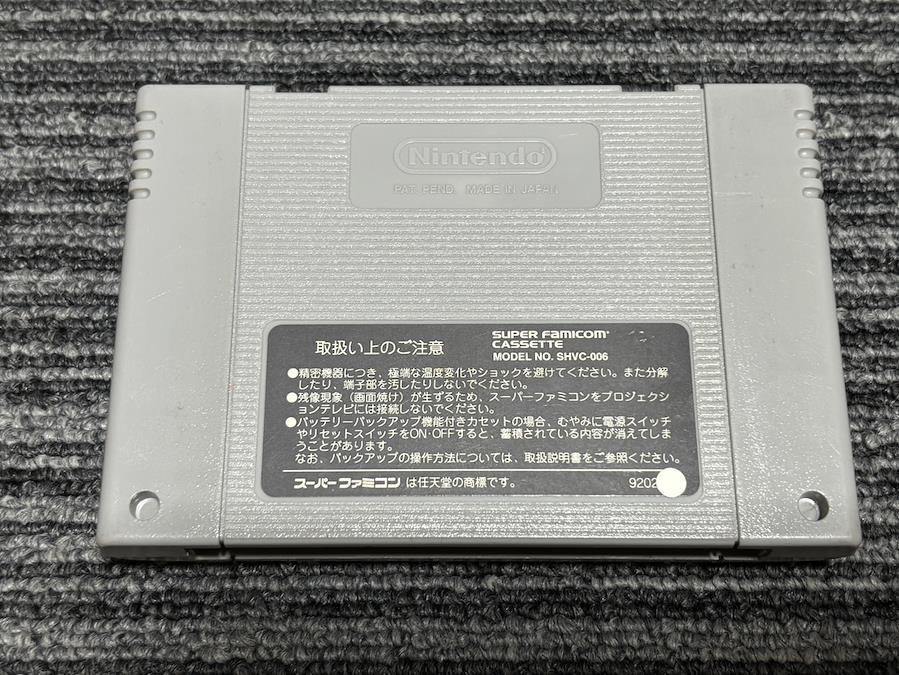 Nintendo
PAT. PEND. MADE IN JAPAN
取扱い上のご注意
SUPER FAMICOM
CASSETTE
MODEL NO. SHVC-006
●精密機器につき、極端な温度変化やショックを避けてください。また分解
したり、端子部を汚したりしないでください。
●残像現象（画面焼け）が生ずるため、スーパーファミコンをプロジェクシ
ョンテレビには接続しないでください。
●バッテリーバックアップ機能付きカセットの場合、むやみに電源スイッチ
やリセットスイッチをON·OFFすると、蓄積されている内容が消えてしま
うことがあります。
なお、バックアップの操作方法については、取扱説明書をご参照ください。
スーパーファミコンは任天堂の商標です。
9202